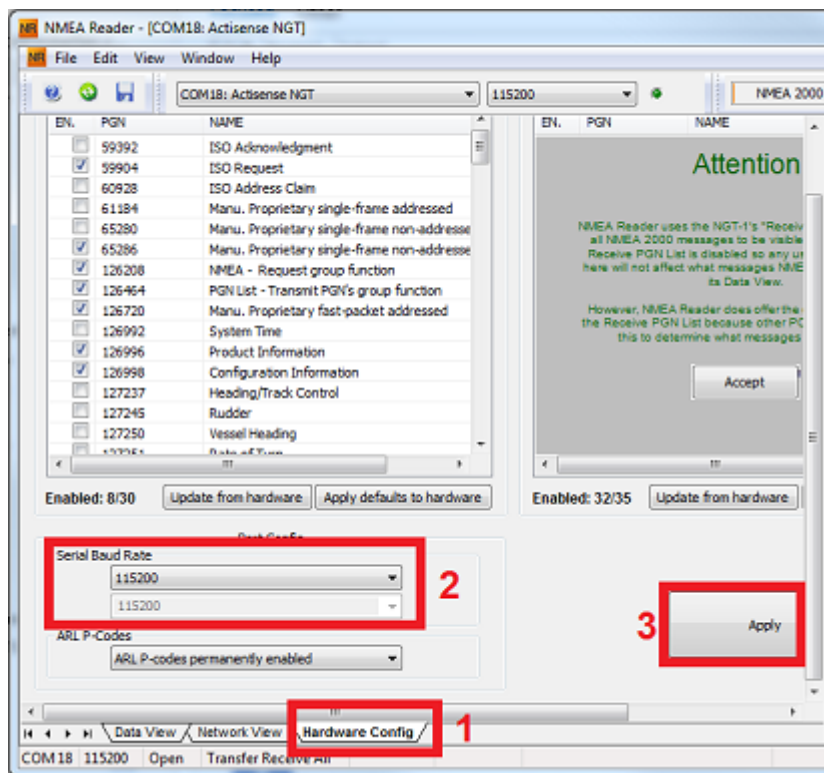 NMEA Reader - [COM18: Actisense NGT]
File Edit View Window Help
COM18: Actisense NGT 115200 NMEA 2000
EN. PGN NAME
59392 ISO Acknowledgment
59904 ISO Request
60928 ISO Address Claim
61184 Manu. Proprietary single-frame addressed
65280 Manu. Proprietary single-frame non-addresse
65286 Manu. Proprietary single-frame non-addresse
126208 NMEA - Request group function
126464 PGN List - Transmit PGN's group function
126720 Manu. Proprietary fast-packet addressed
126992 System Time
126996 Product Information
126998 Configuration Information
127237 Heading/Track Control
127245 Rudder
127250 Vessel Heading
127251 Rate of Turn
Enabled: 8/30 Update from hardware Apply defaults to hardware
EN. PGN NAME
Attention
NMEA Reader uses the NGT-1's "Receiv
all NMEA 2000 messages to be visible
Receive PGN List is disabled so any u
here will not affect what messages NME
its Data View.
However, NMEA Reader does offer the
the Receive PGN List because other PC
this to determine what messages
Accept
Enabled: 32/35 Update from hardware
Port Config
Serial Baud Rate
115200
115200
2
ARL P-Codes
ARL P-codes permanently enabled
3 Apply
Data View Network View Hardware Config 1
COM 18 115200 Open Transfer Receive All